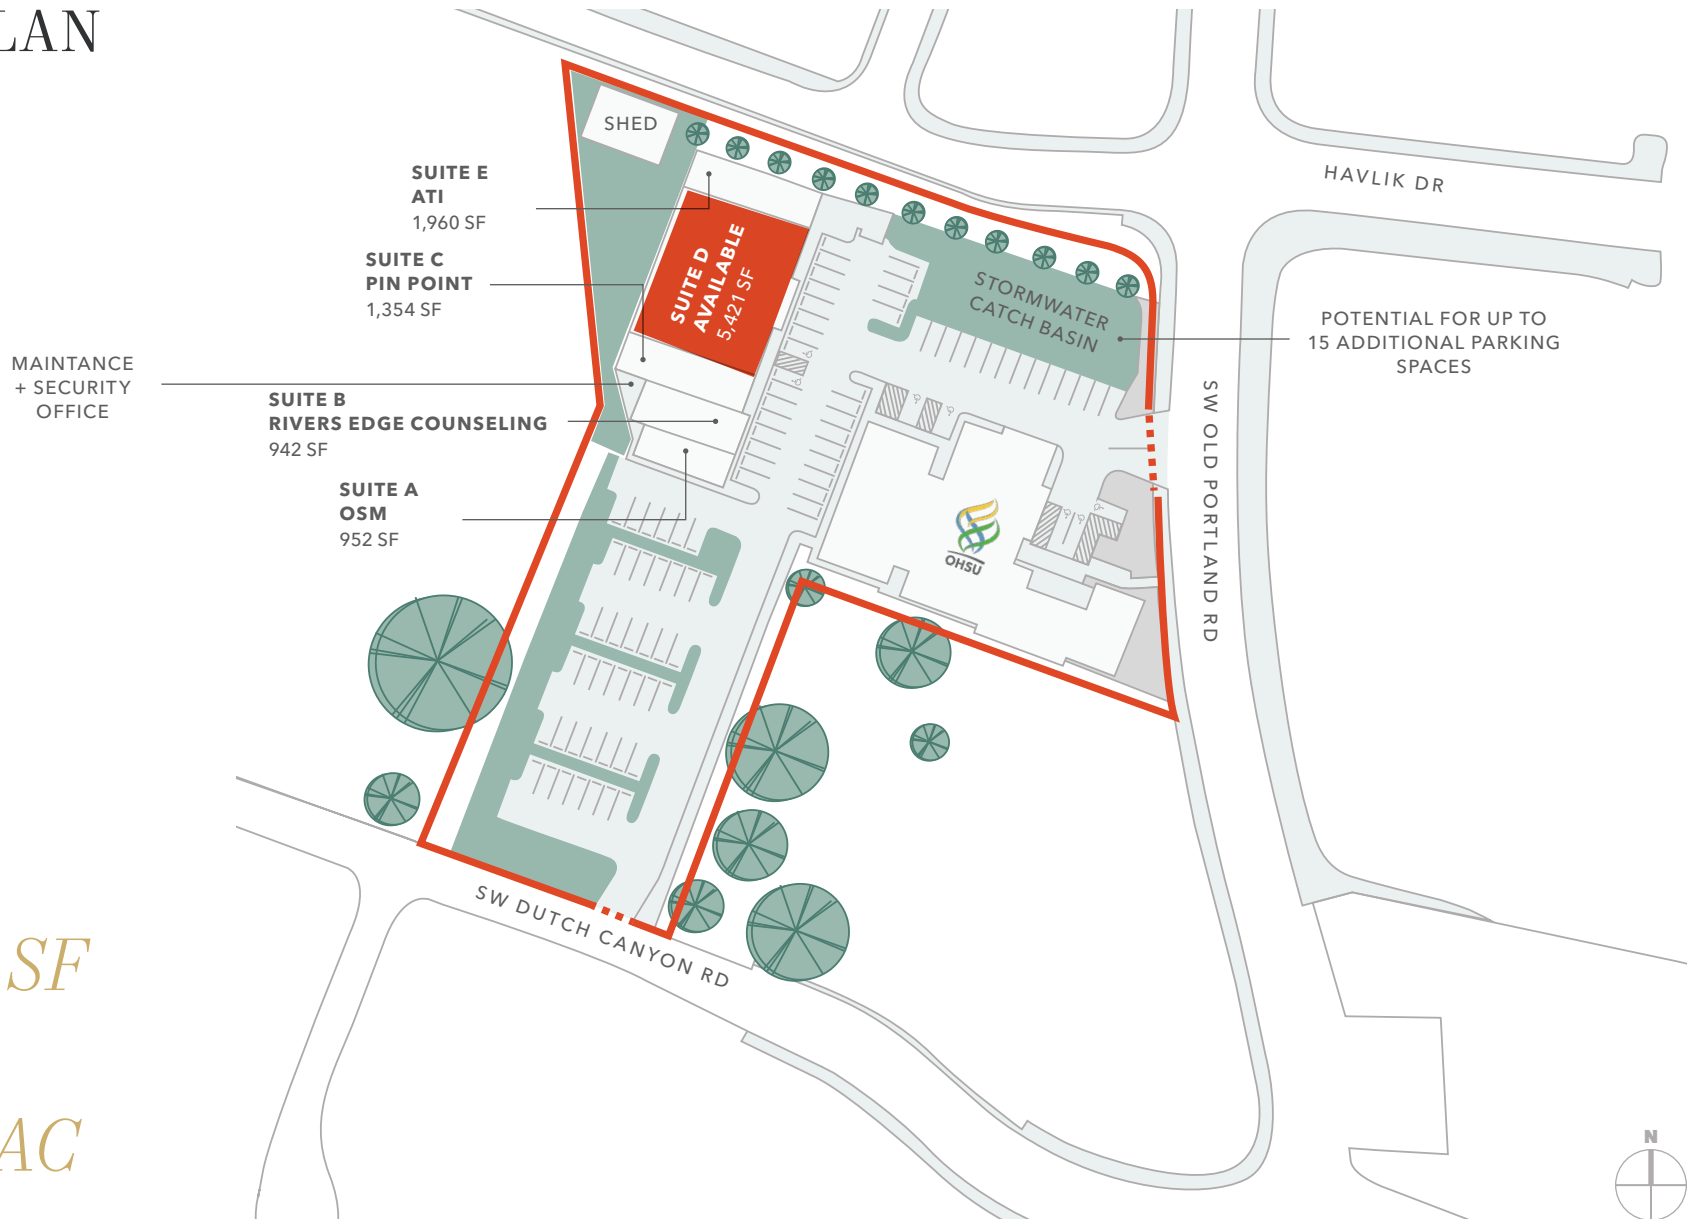 LAN
SHED
SUITE E
ATI
1,960 SF
SUITE C
PIN POINT
1,354 SF
MAINTANCE
+ SECURITY
OFFICE
SUITE B
RIVERS EDGE COUNSELING
942 SF
SUITE A
OSM
952 SF
SUITE D
AVAILABLE
5,421 SF
STORMWATER
CATCH BASIN
HAVLIK DR
POTENTIAL FOR UP TO
15 ADDITIONAL PARKING
SPACES
SW OLD PORTLAND RD
OHSU
SW DUTCH CANYON RD
SF
AC
N